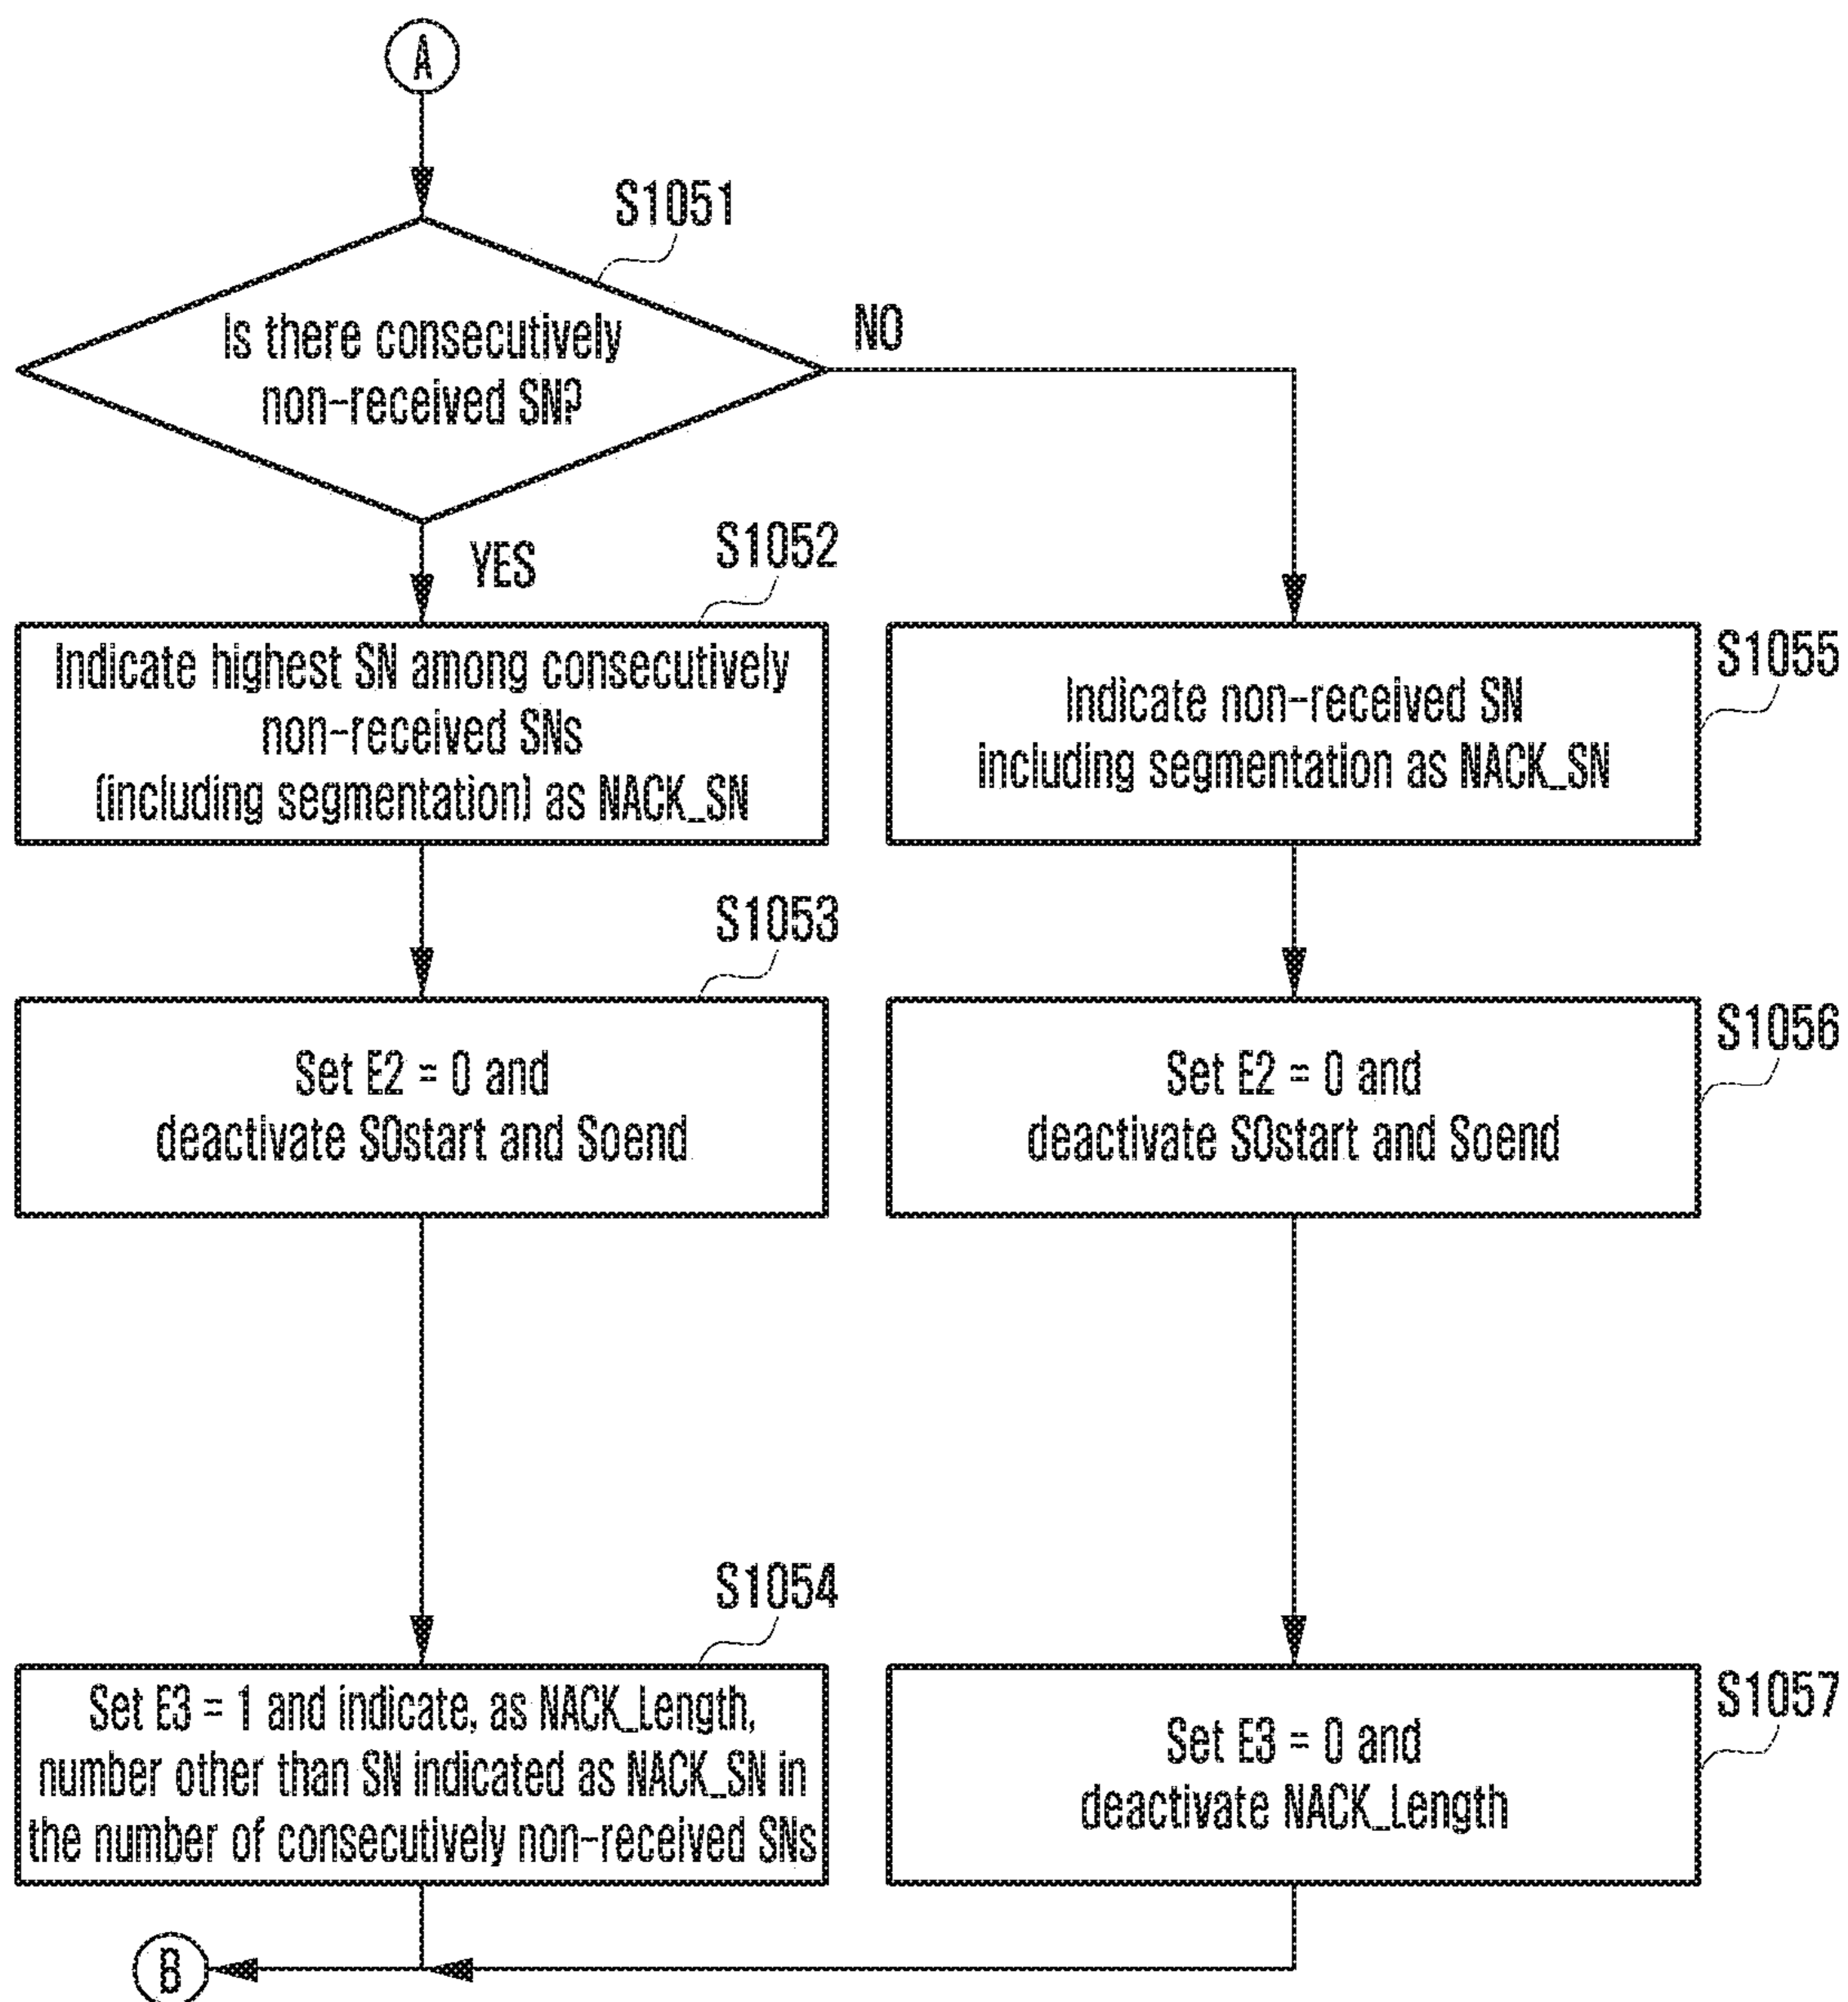 A
S1051
Is there consecutively
non-received SN?
NO
YES
S1052
Indicate highest SN among consecutively
non-received SNs
(including segmentation) as NACK_SN
S1055
Indicate non-received SN
including segmentation as NACK_SN
S1053
Set E2 = 0 and
deactivate SOstart and Soend
S1056
Set E2 = 0 and
deactivate SOstart and Soend
S1054
Set E3 = 1 and indicate, as NACK_Length,
number other than SN indicated as NACK_SN in
the number of consecutively non-received SNs
S1057
Set E3 = 0 and
deactivate NACK_Length
B